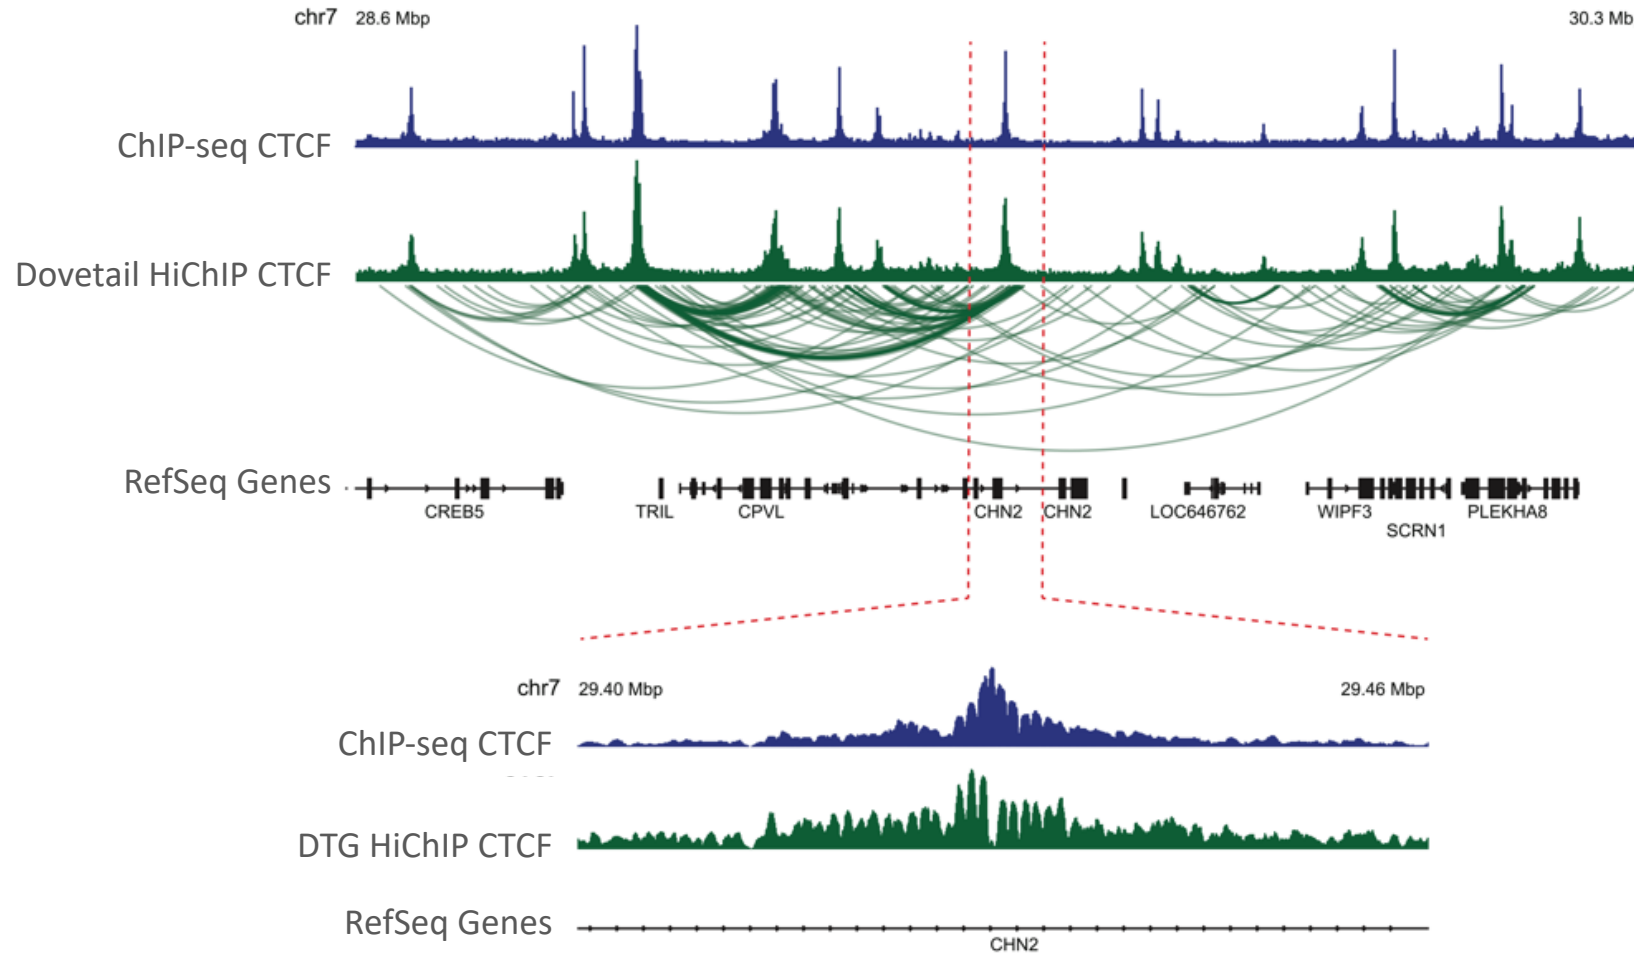 chr7 28.6 Mbp 30.3 Mb
ChIP-seq CTCF
Dovetail HiChIP CTCF
RefSeq Genes
CREB5 TRIL CPVL CHN2 CHN2 LOC646762 WIPF3 PLEKHA8
SCRN1
chr7 29.40 Mbp 29.46 Mbp
ChIP-seq CTCF
DTG HiChIP CTCF
RefSeq Genes
CHN2